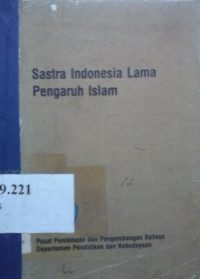 Sastra Indonesia Lama
Pengaruh Islam
9.221
Pusat Pembinaan dan Pengembangan Bahasa
Departemen Pendidikan dan Kebudayaan